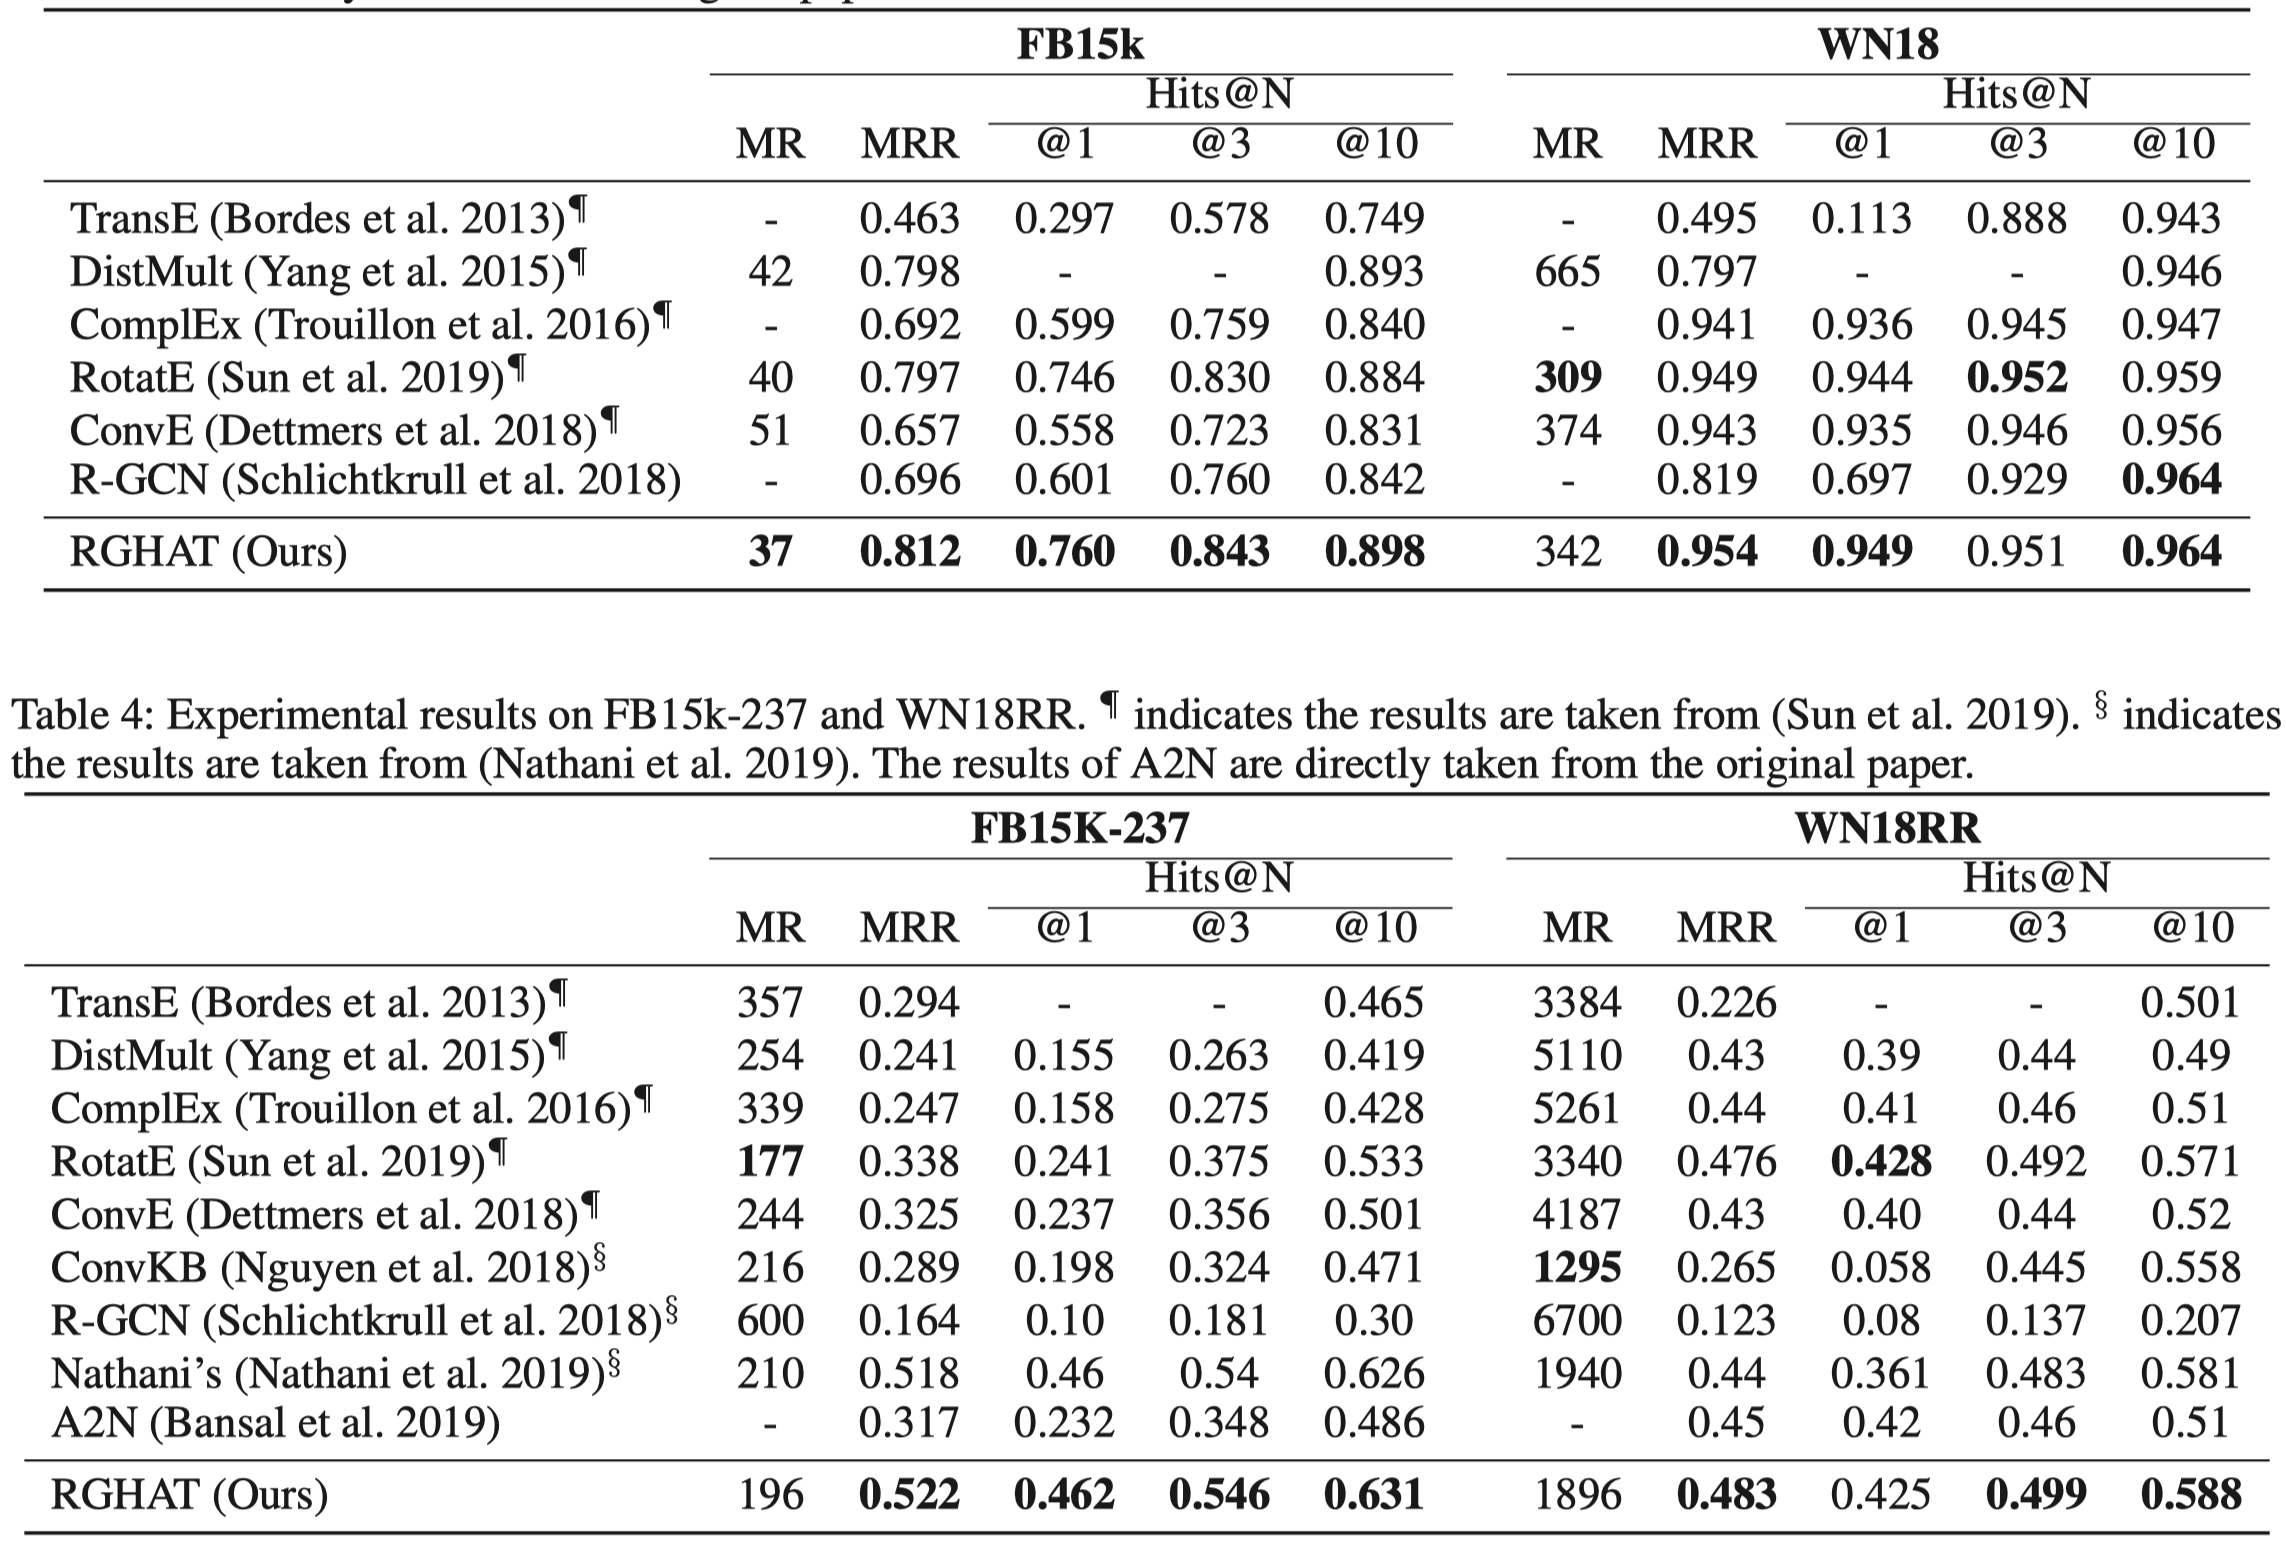 FB15k WN18
Hits@N Hits@N
MR MRR @1 @3 @10 MR MRR @1 @3 @10
TransE (Bordes et al. 2013)¶ - 0.463 0.297 0.578 0.749 - 0.495 0.113 0.888 0.943
DistMult (Yang et al. 2015)¶ 42 0.798 - - 0.893 665 0.797 - - 0.946
ComplEx (Trouillon et al. 2016)¶ - 0.692 0.599 0.759 0.840 - 0.941 0.936 0.945 0.947
RotatE (Sun et al. 2019)¶ 40 0.797 0.746 0.830 0.884 309 0.949 0.944 0.952 0.959
ConvE (Dettmers et al. 2018)¶ 51 0.657 0.558 0.723 0.831 374 0.943 0.935 0.946 0.956
R-GCN (Schlichtkrull et al. 2018) - 0.696 0.601 0.760 0.842 - 0.819 0.697 0.929 0.964
RGHAT (Ours) 37 0.812 0.760 0.843 0.898 342 0.954 0.949 0.951 0.964
Table 4: Experimental results on FB15k-237 and WN18RR. ¶ indicates the results are taken from (Sun et al. 2019). § indicates
the results are taken from (Nathani et al. 2019). The results of A2N are directly taken from the original paper.
FB15K-237 WN18RR
Hits@N Hits@N
MR MRR @1 @3 @10 MR MRR @1 @3 @10
TransE (Bordes et al. 2013)¶ 357 0.294 - - 0.465 3384 0.226 - - 0.501
DistMult (Yang et al. 2015)¶ 254 0.241 0.155 0.263 0.419 5110 0.43 0.39 0.44 0.49
ComplEx (Trouillon et al. 2016)¶ 339 0.247 0.158 0.275 0.428 5261 0.44 0.41 0.46 0.51
RotatE (Sun et al. 2019)¶ 177 0.338 0.241 0.375 0.533 3340 0.476 0.428 0.492 0.571
ConvE (Dettmers et al. 2018)¶ 244 0.325 0.237 0.356 0.501 4187 0.43 0.40 0.44 0.52
ConvKB (Nguyen et al. 2018)§ 216 0.289 0.198 0.324 0.471 1295 0.265 0.058 0.445 0.558
R-GCN (Schlichtkrull et al. 2018)§ 600 0.164 0.10 0.181 0.30 6700 0.123 0.08 0.137 0.207
Nathani's (Nathani et al. 2019)§ 210 0.518 0.46 0.54 0.626 1940 0.44 0.361 0.483 0.581
A2N (Bansal et al. 2019) - 0.317 0.232 0.348 0.486 - 0.45 0.42 0.46 0.51
RGHAT (Ours) 196 0.522 0.462 0.546 0.631 1896 0.483 0.425 0.499 0.588